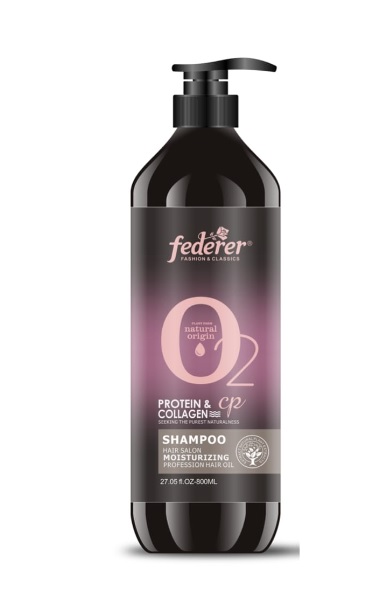 federer®
FASHION & CLASSICS
O2
natural
origin
PROTEIN &
COLLAGEN cp
SEEKING THE PUREST NATURALNESS
SHAMPOO
HAIR SALON
MOISTURIZING
PROFESSION HAIR OIL
27.05 fl.OZ-800ML